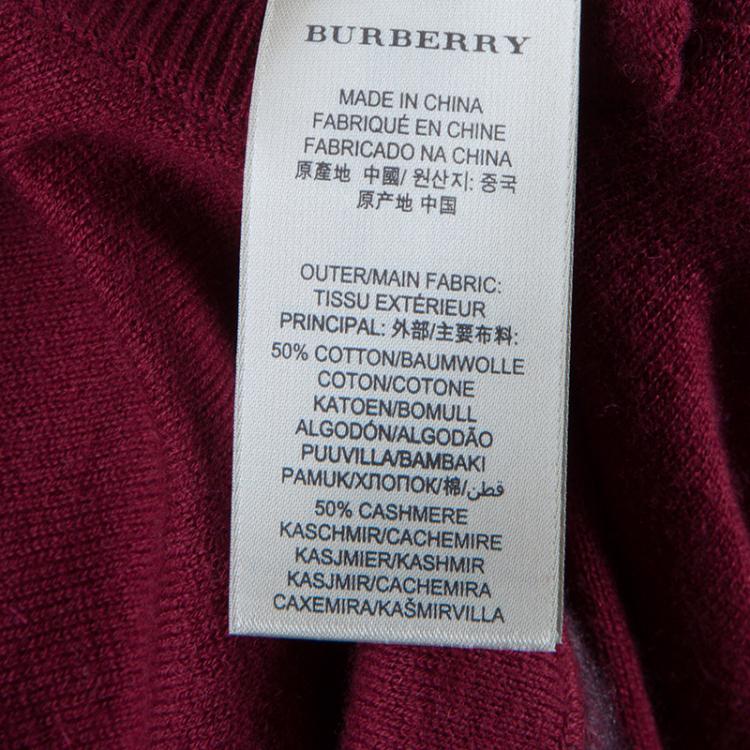 BURBERRY
MADE IN CHINA
FABRIQUÉ EN CHINE
FABRICADO NA CHINA
原產地 中國/ 원산지: 중국
原产地 中国
OUTER/MAIN FABRIC:
TISSU EXTÉRIEUR
PRINCIPAL: 外部/主要布料:
50% COTTON/BAUMWOLLE
COTON/COTONE
KATOEN/BOMULL
ALGODÓN/ALGODÃO
PUUVILLA/BAMBAKI
PAMUK/ХЛОПОК/棉/قطن
50% CASHMERE
KASCHMIR/CACHEMIRE
KASJMIER/KASHMIR
KASJMIR/CACHEMIRA
CAXEMIRA/KAŠMIRVILLA